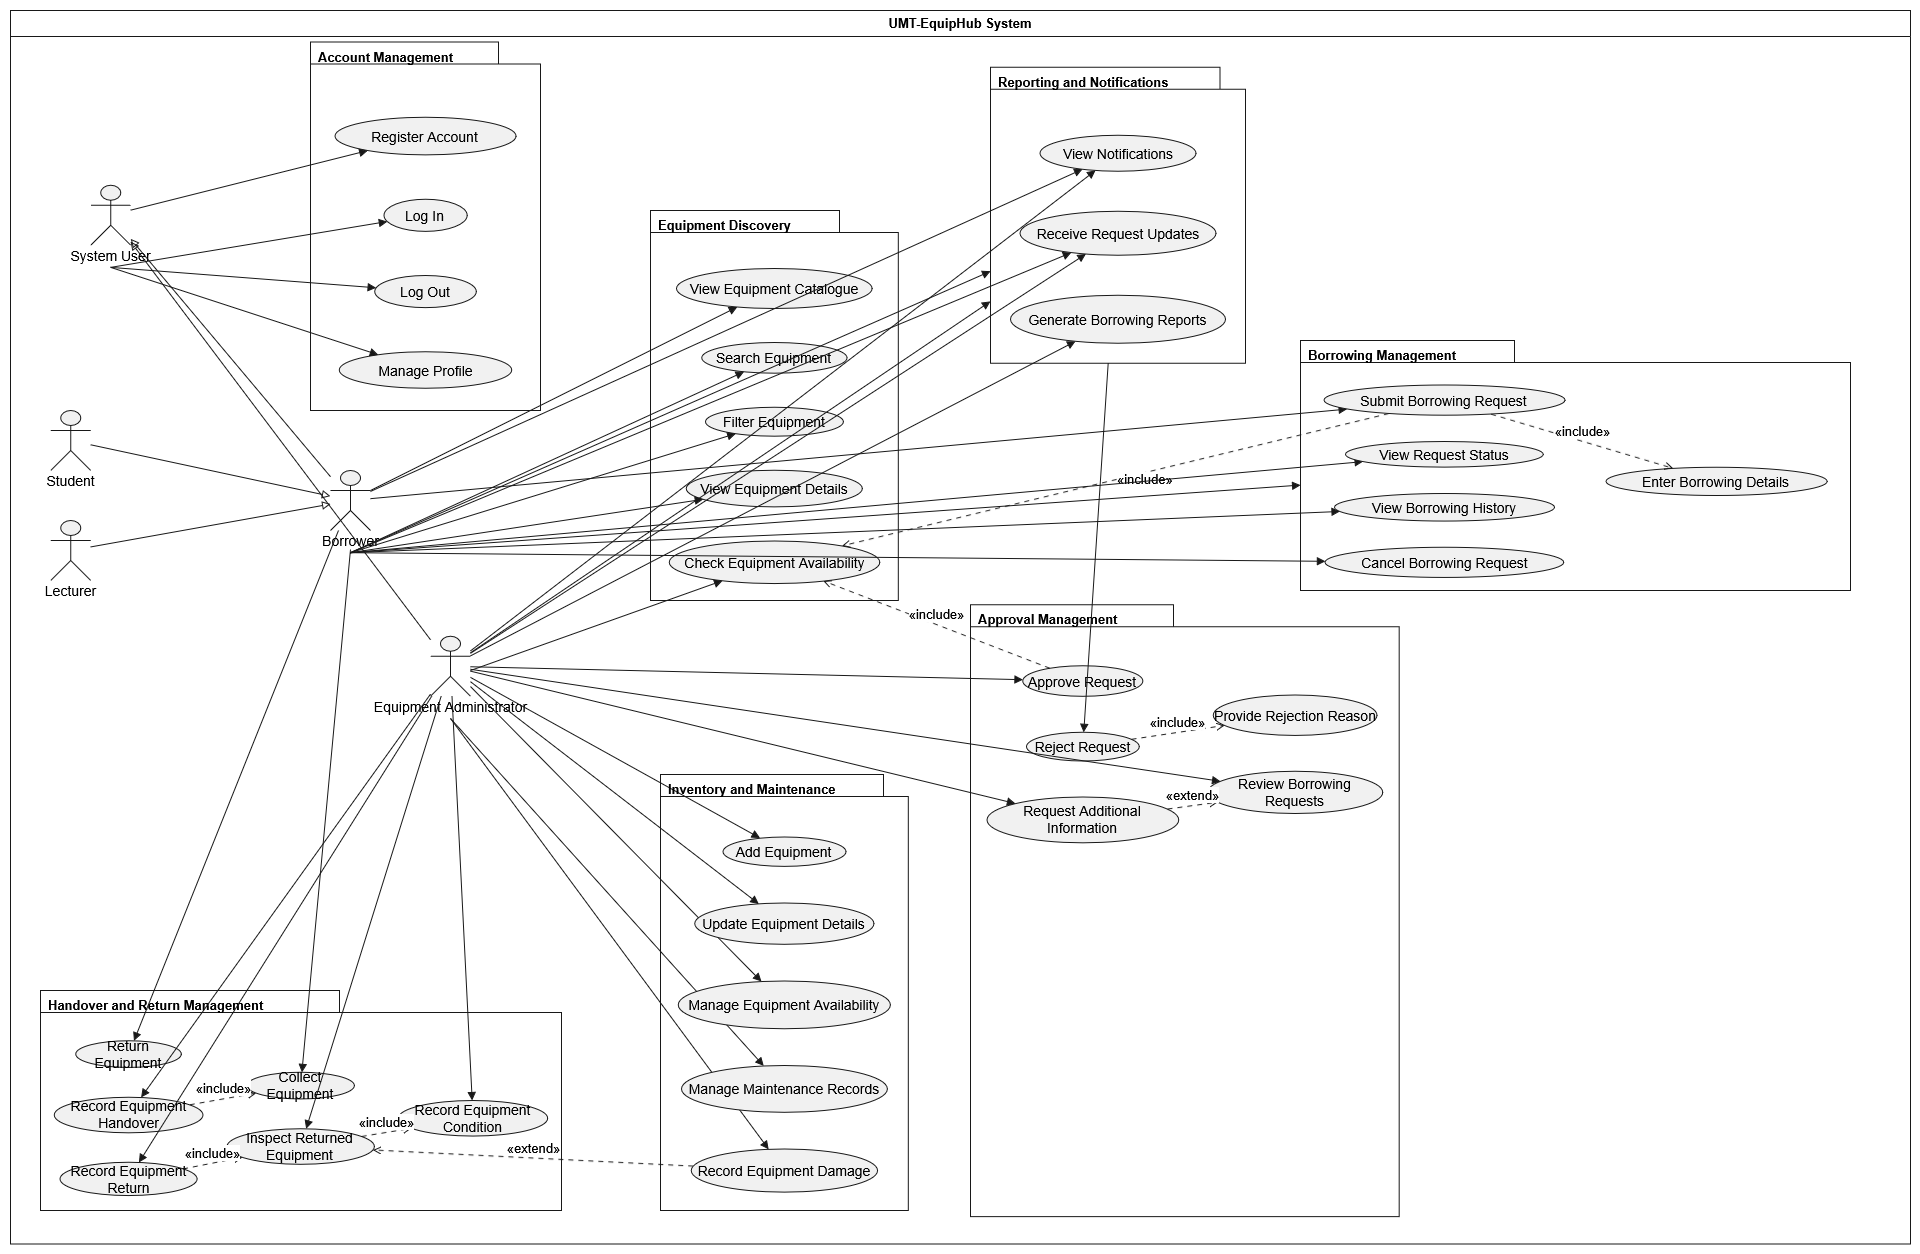 UMT-EquipHub System
Account Management
Register Account
Log In
Log Out
Manage Profile
System User
Student
Lecturer
Borrower
Equipment Administrator
Equipment Discovery
View Equipment Catalogue
Search Equipment
Filter Equipment
View Equipment Details
Check Equipment Availability
Reporting and Notifications
View Notifications
Receive Request Updates
Generate Borrowing Reports
Borrowing Management
Submit Borrowing Request
«include»
View Request Status
Enter Borrowing Details
«include»
View Borrowing History
Cancel Borrowing Request
«include»
Approval Management
Approve Request
Provide Rejection Reason
«include»
Reject Request
Review Borrowing
Requests
«extend»
Request Additional
Information
Inventory and Maintenance
Add Equipment
Update Equipment Details
Manage Equipment Availability
Manage Maintenance Records
Record Equipment Damage
«extend»
Handover and Return Management
Return
Equipment
Collect
Equipment
«include»
Record Equipment
Handover
Record Equipment
Condition
«include»
Inspect Returned
Equipment
«include»
Record Equipment
Return